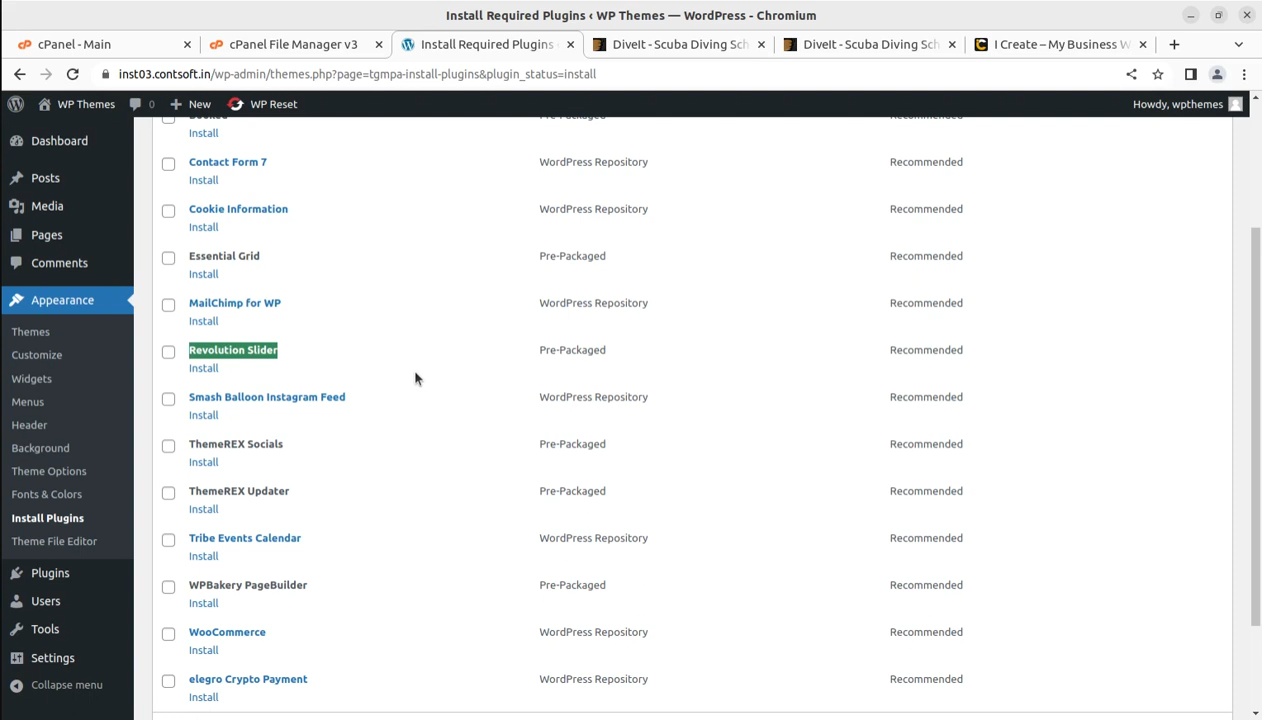 Install Required Plugins ‹ WP Themes — WordPress - Chromium
cPanel - Main
cPanel File Manager v3
Install Required Plugins
DiveIt - Scuba Diving Sch
DiveIt - Scuba Diving Sch
I Create – My Business W
inst03.contsoft.in/wp-admin/themes.php?page=tgmpa-install-plugins&plugin_status=install
WP Themes
0
New
WP Reset
Howdy, wpthemes
Dashboard
Posts
Media
Pages
Comments
Appearance
Themes
Customize
Widgets
Menus
Header
Background
Theme Options
Fonts & Colors
Install Plugins
Theme File Editor
Plugins
Users
Tools
Settings
Collapse menu
Install
Contact Form 7 WordPress Repository Recommended
Install
Cookie Information WordPress Repository Recommended
Install
Essential Grid Pre-Packaged Recommended
Install
MailChimp for WP WordPress Repository Recommended
Install
Revolution Slider Pre-Packaged Recommended
Install
Smash Balloon Instagram Feed WordPress Repository Recommended
Install
ThemeREX Socials Pre-Packaged Recommended
Install
ThemeREX Updater Pre-Packaged Recommended
Install
Tribe Events Calendar WordPress Repository Recommended
Install
WPBakery PageBuilder Pre-Packaged Recommended
Install
WooCommerce WordPress Repository Recommended
Install
elegro Crypto Payment WordPress Repository Recommended
Install